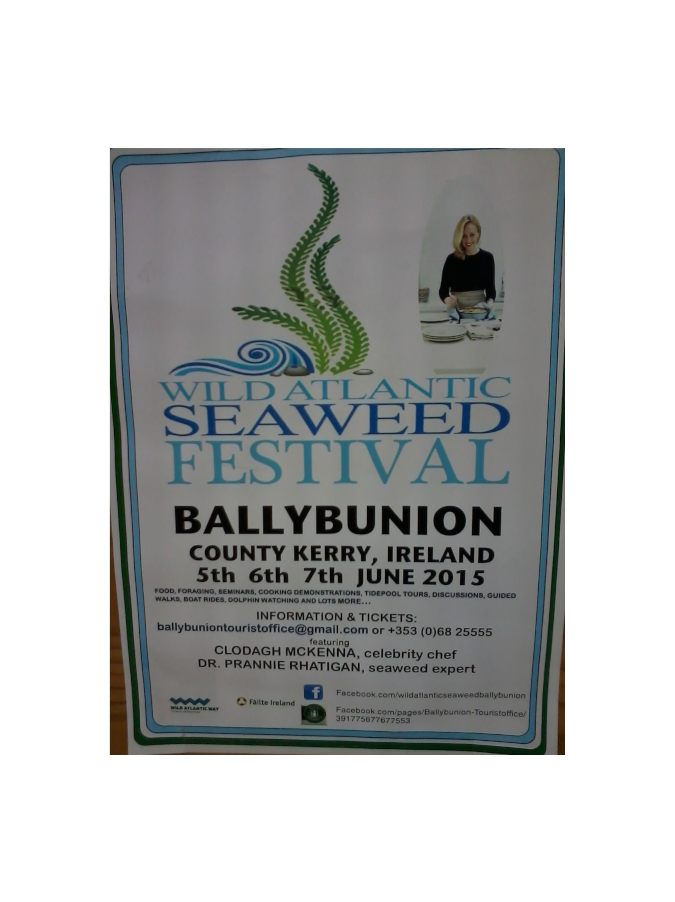 WILD ATLANTIC
SEAWEED
FESTIVAL
BALLYBUNION
COUNTY KERRY, IRELAND
5th 6th 7th JUNE 2015
FOOD, FORAGING, SEMINARS, COOKING DEMONSTRATIONS, TIDEPOOL TOURS, DISCUSSIONS, GUIDED
WALKS, BOAT RIDES, DOLPHIN WATCHING AND LOTS MORE...
INFORMATION & TICKETS:
ballybuniontouristoffice@gmail.com or +353 (0)68 25555
featuring
CLODAGH MCKENNA, celebrity chef
DR. PRANNIE RHATIGAN, seaweed expert
f Facebook.com/wildatlanticseaweedballybunion
WILD ATLANTIC WAY
Fáilte Ireland
Facebook.com/pages/Ballybunion-Touristoffice/
391775677677553